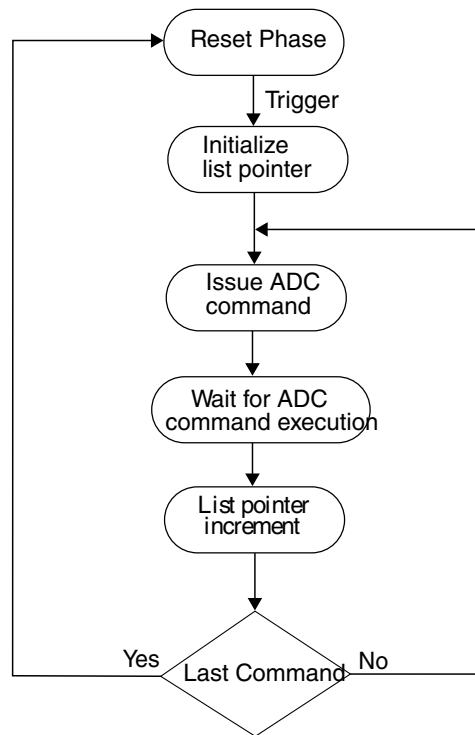 Reset Phase
Trigger
Initialize
list pointer
Issue ADC
command
Wait for ADC
command execution
List pointer
increment
Yes
Last Command
No